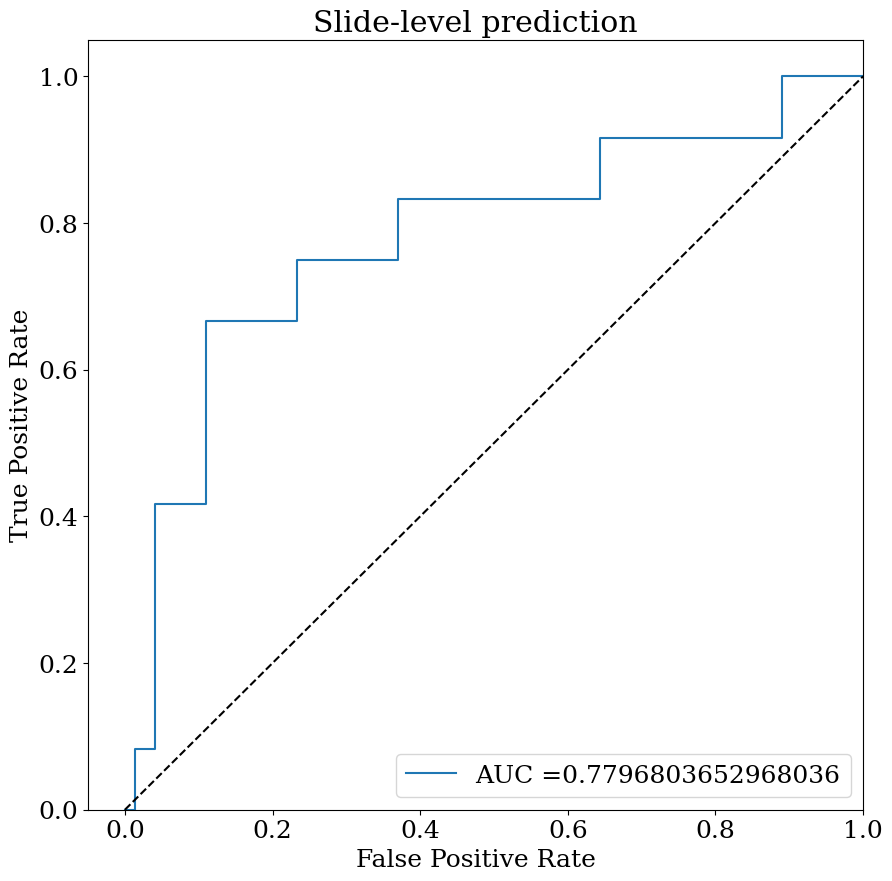 Slide-level prediction
1.0
0.8
0.6
0.4
0.2
0.0
True Positive Rate
AUC =0.7796803652968036
0.0 0.2 0.4 0.6 0.8 1.0
False Positive Rate